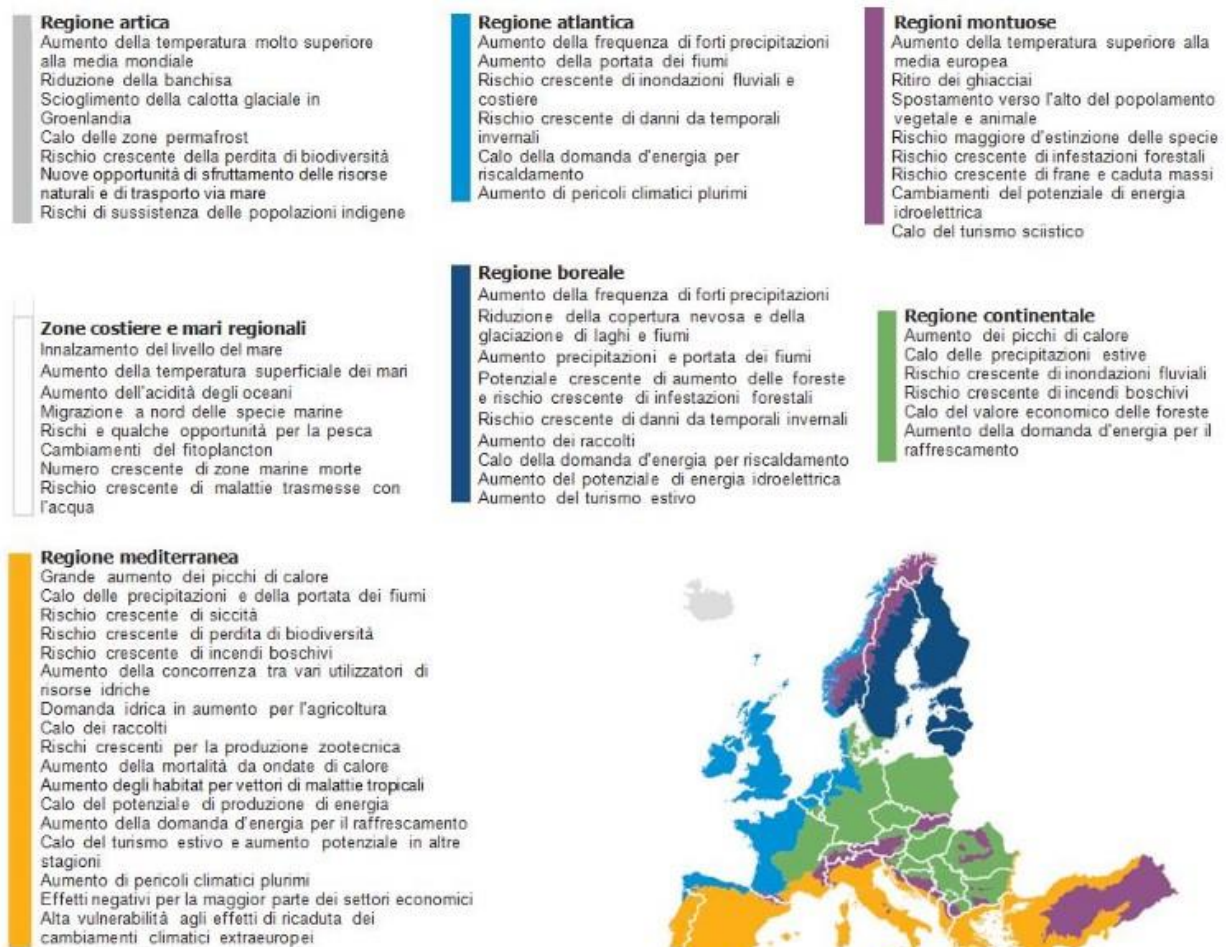 Regione artica
Aumento della temperatura molto superiore
alla media mondiale
Riduzione della banchisa
Scioglimento della calotta glaciale in
Groenlandia
Calo delle zone permafrost
Rischio crescente della perdita di biodiversità
Nuove opportunità di sfruttamento delle risorse
naturali e di trasporto via mare
Rischi di sussistenza delle popolazioni indigene
Regione atlantica
Aumento della frequenza di forti precipitazioni
Aumento della portata dei fiumi
Rischio crescente di inondazioni fluviali e
costiere
Rischio crescente di danni da temporali
invernali
Calo della domanda d'energia per
riscaldamento
Aumento di pericoli climatici plurimi
Regioni montuose
Aumento della temperatura superiore alla
media europea
Ritiro dei ghiacciai
Spostamento verso l'alto del popolamento
vegetale e animale
Rischio maggiore d'estinzione delle specie
Rischio crescente di infestazioni forestali
Rischio crescente di frane e caduta massi
Cambiamenti del potenziale di energia
idroelettrica
Calo del turismo sciistico
Zone costiere e mari regionali
Innalzamento del livello del mare
Aumento della temperatura superficiale dei mari
Aumento dell'acidità degli oceani
Migrazione a nord delle specie marine
Rischi e qualche opportunità per la pesca
Cambiamenti del fitoplancton
Numero crescente di zone marine morte
Rischio crescente di malattie trasmesse con
l'acqua
Regione boreale
Aumento della frequenza di forti precipitazioni
Riduzione della copertura nevosa e della
glaciazione di laghi e fiumi
Aumento precipitazioni e portata dei fiumi
Potenziale crescente di aumento delle foreste
e rischio crescente di infestazioni forestali
Rischio crescente di danni da temporali invernali
Aumento dei raccolti
Calo della domanda d'energia per riscaldamento
Aumento del potenziale di energia idroelettrica
Aumento del turismo estivo
Regione continentale
Aumento dei picchi di calore
Calo delle precipitazioni estive
Rischio crescente di inondazioni fluviali
Rischio crescente di incendi boschivi
Calo del valore economico delle foreste
Aumento della domanda d'energia per il
raffrescamento
Regione mediterranea
Grande aumento dei picchi di calore
Calo delle precipitazioni e della portata dei fiumi
Rischio crescente di siccità
Rischio crescente di perdita di biodiversità
Rischio crescente di incendi boschivi
Aumento della concorrenza tra vari utilizzatori di
risorse idriche
Domanda idrica in aumento per l'agricoltura
Calo dei raccolti
Rischi crescenti per la produzione zootecnica
Aumento della mortalità da ondate di calore
Aumento degli habitat per vettori di malattie tropicali
Calo del potenziale di produzione di energia
Aumento della domanda d'energia per il raffrescamento
Calo del turismo estivo e aumento potenziale in altre
stagioni
Aumento di pericoli climatici plurimi
Effetti negativi per la maggior parte dei settori economici
Alta vulnerabilità agli effetti di ricaduta dei
cambiamenti climatici extraeuropei